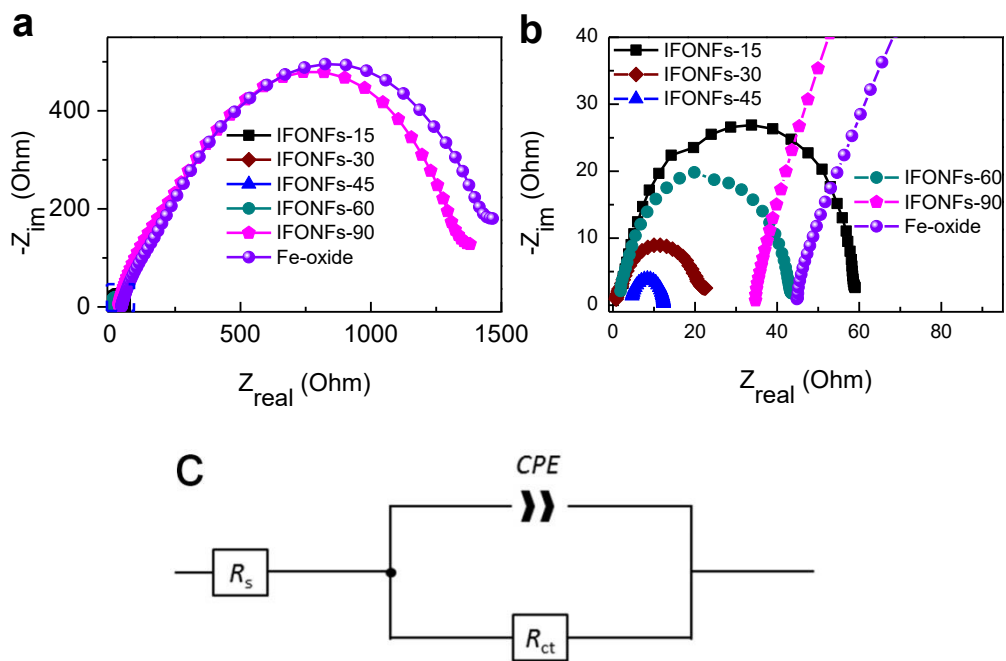 a
-Z_im (Ohm)
400
200
0
0
500
1000
1500
Z_real (Ohm)
IFONFs-15
IFONFs-30
IFONFs-45
IFONFs-60
IFONFs-90
Fe-oxide
b
-Z_im (Ohm)
40
30
20
10
0
0
20
40
60
80
Z_real (Ohm)
IFONFs-15
IFONFs-30
IFONFs-45
IFONFs-60
IFONFs-90
Fe-oxide
C
CPE
R_s
R_ct